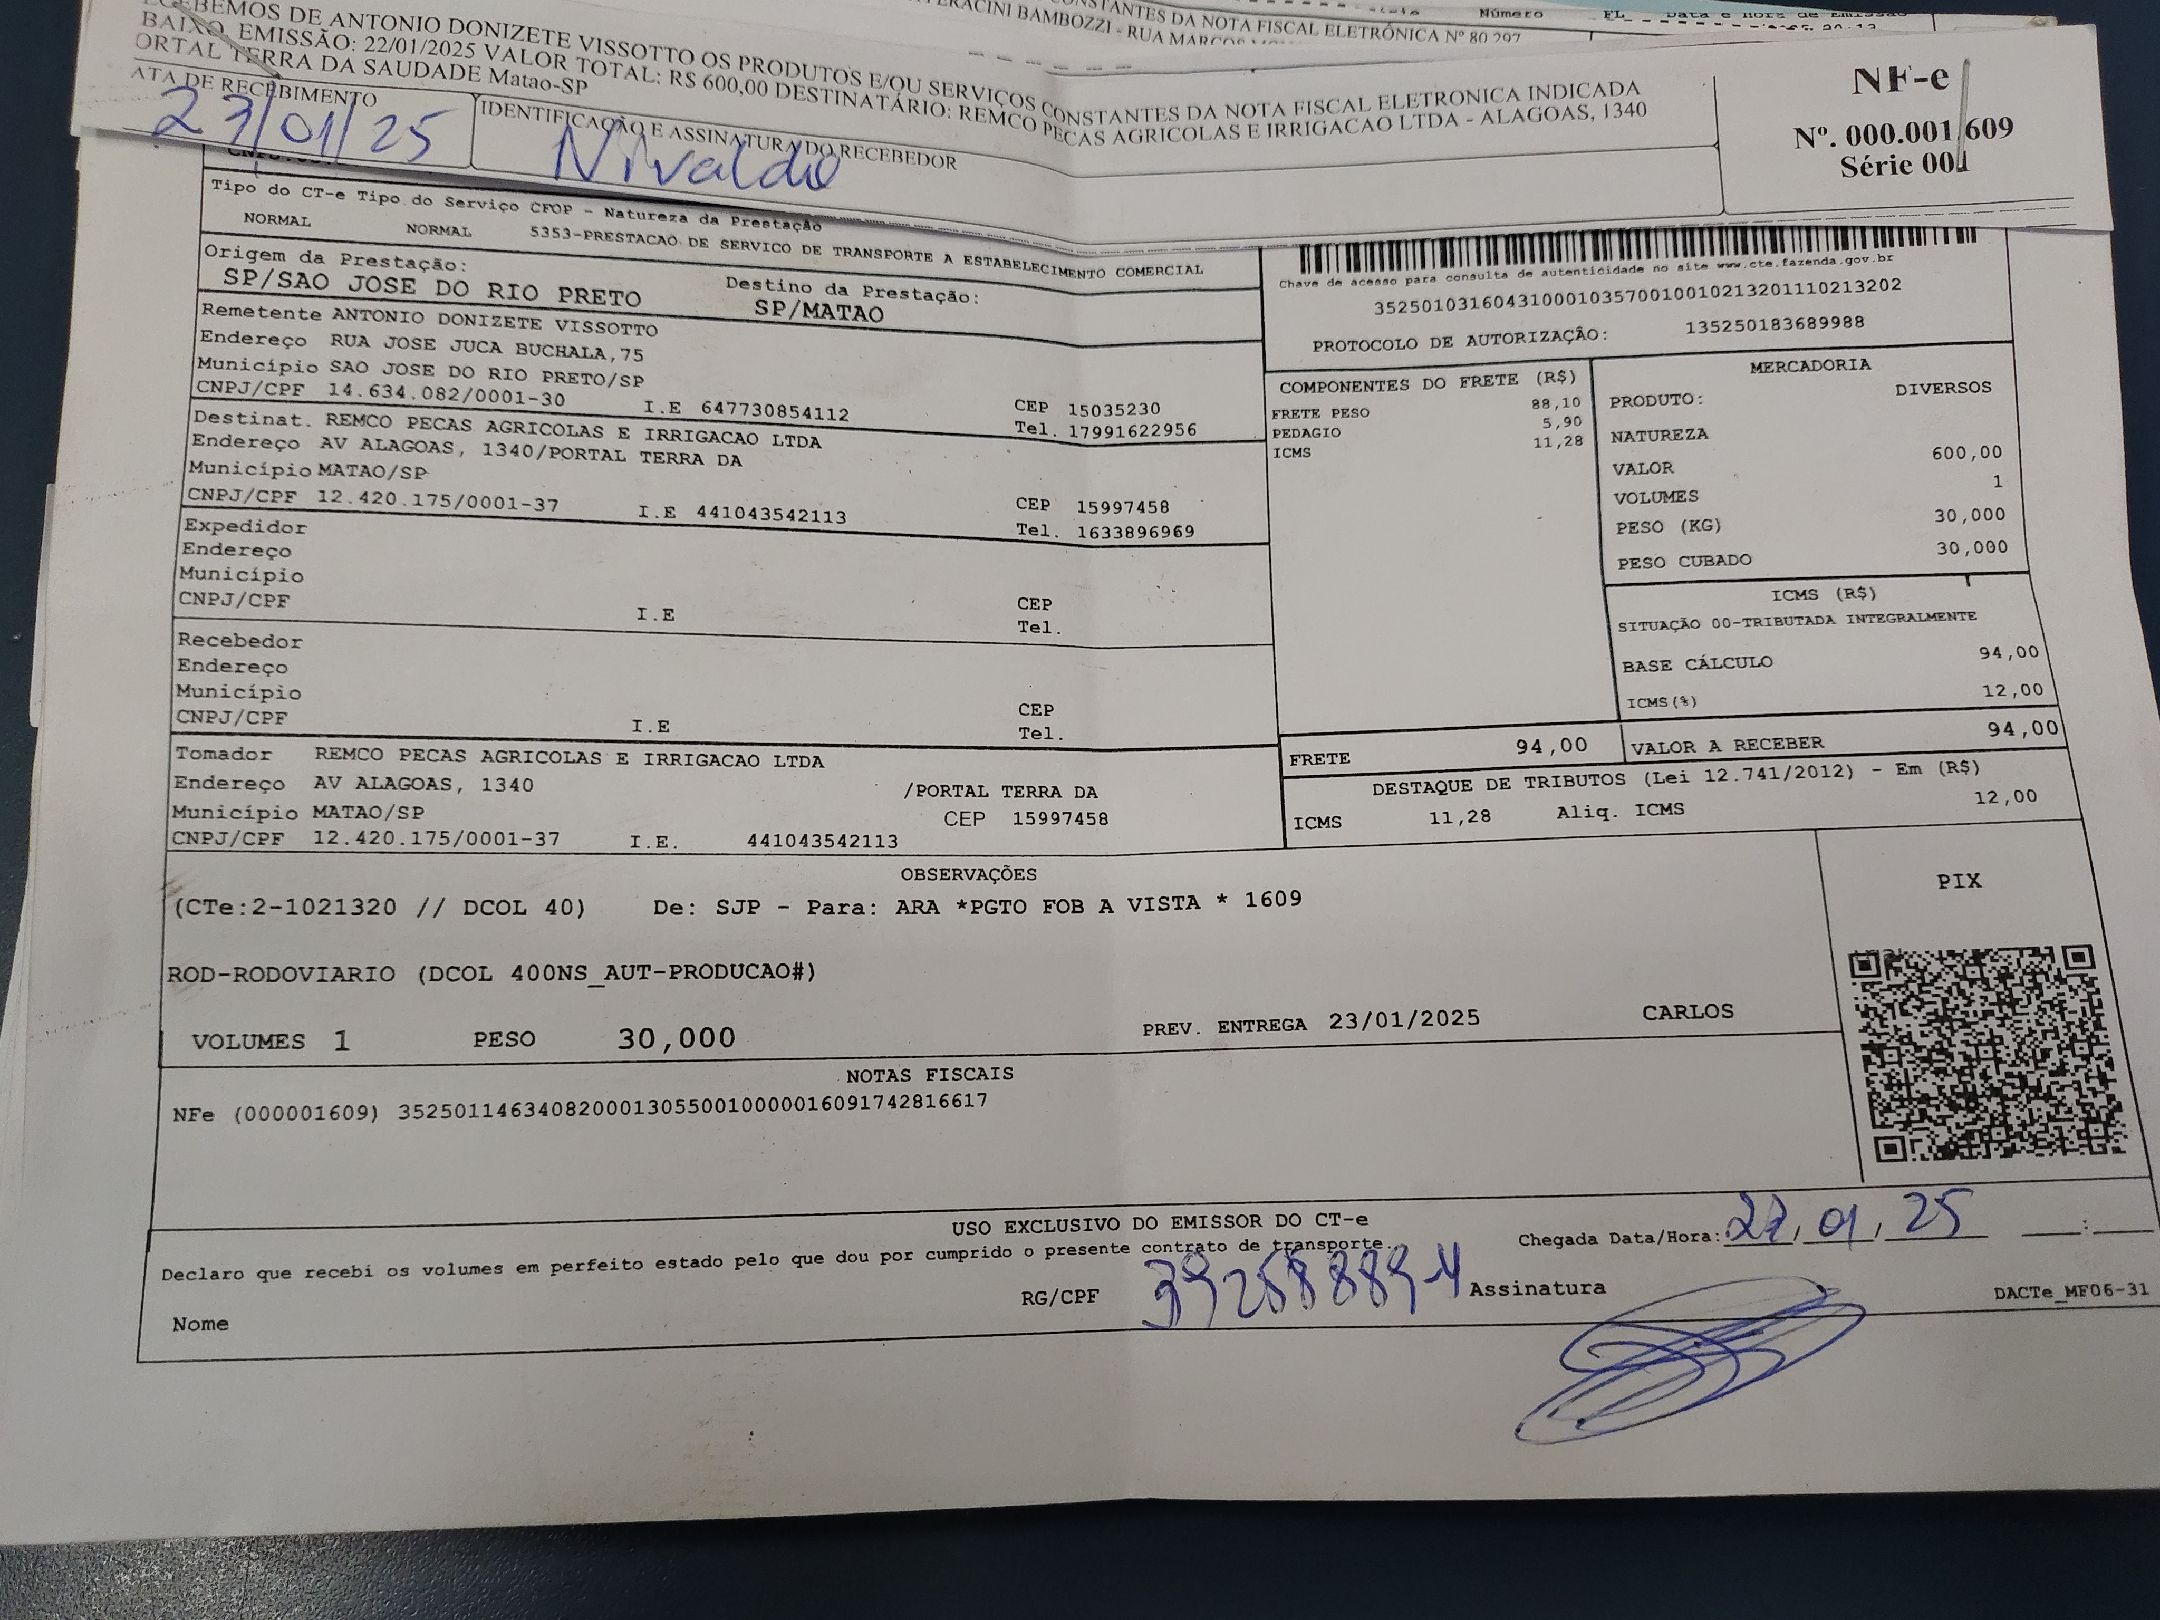 CONSTANTES DA NOTA FISCAL ELETRÔNICA Nº 80.297
BAMBOZZI - RUA
Número FL
CEBEMOS DE ANTONIO DONIZETE VISSOTTO OS PRODUTOS E/OU SERVIÇOS CONSTANTES DA NOTA FISCAL ELETRONICA INDICADA
BAIXO. EMISSÃO: 22/01/2025 VALOR TOTAL: R$ 600,00 DESTINATÁRIO: REMCO PECAS AGRICOLAS E IRRIGACAO LTDA - ALAGOAS, 1340
ORTAL TERRA DA SAUDADE Matao-SP
ATA DE RECEBIMENTO
IDENTIFICAÇÃO E ASSINATURA DO RECEBEDOR
/01/25
Nivaldo
NF-e
Nº. 000.001.609
Série 001
Tipo do CT-e Tipo do Serviço CFOP - Natureza da Prestação
NORMAL NORMAL 5353-PRESTACAO DE SERVICO DE TRANSPORTE A ESTABELECIMENTO COMERCIAL
Origem da Prestação: Destino da Prestação:
SP/SAO JOSE DO RIO PRETO SP/MATAO
Remetente ANTONIO DONIZETE VISSOTTO
Endereço RUA JOSE JUCA BUCHALA,75
Município SAO JOSE DO RIO PRETO/SP CEP 15035230
CNPJ/CPF 14.634.082/0001-30 I.E 647730854112 Tel. 17991622956
Destinat. REMCO PECAS AGRICOLAS E IRRIGACAO LTDA
Endereço AV ALAGOAS, 1340/PORTAL TERRA DA
Município MATAO/SP CEP 15997458
CNPJ/CPF 12.420.175/0001-37 I.E 441043542113 Tel. 1633896969
Expedidor
Endereço
Município CEP
CNPJ/CPF I.E Tel.
Recebedor
Endereço
Município CEP
CNPJ/CPF I.E Tel.
Tomador REMCO PECAS AGRICOLAS E IRRIGACAO LTDA
Endereço AV ALAGOAS, 1340 /PORTAL TERRA DA
Município MATAO/SP CEP 15997458
CNPJ/CPF 12.420.175/0001-37 I.E. 441043542113
Chave de acesso para consulta de autenticidade no site www.cte.fazenda.gov.br
35250103160431000103570010010213201110213202
PROTOCOLO DE AUTORIZAÇÃO: 135250183689988
COMPONENTES DO FRETE (R$)
FRETE PESO 88,10
PEDAGIO 5,90
ICMS 11,28
MERCADORIA
PRODUTO: DIVERSOS
NATUREZA
VALOR 600,00
VOLUMES 1
PESO (KG) 30,000
PESO CUBADO 30,000
ICMS (R$)
SITUAÇÃO 00-TRIBUTADA INTEGRALMENTE
BASE CÁLCULO 94,00
ICMS(%) 12,00
FRETE 94,00 VALOR A RECEBER 94,00
DESTAQUE DE TRIBUTOS (Lei 12.741/2012) - Em (R$)
ICMS 11,28 Aliq. ICMS 12,00
OBSERVAÇÕES
(CTe:2-1021320 // DCOL 40) De: SJP - Para: ARA *PGTO FOB A VISTA * 1609
ROD-RODOVIARIO (DCOL 400NS_AUT-PRODUCAO#)
VOLUMES 1 PESO 30,000 PREV. ENTREGA 23/01/2025 CARLOS
PIX
NOTAS FISCAIS
NFe (000001609) 35250114634082000130550010000016091742816617
USO EXCLUSIVO DO EMISSOR DO CT-e
Declaro que recebi os volumes em perfeito estado pelo que dou por cumprido o presente contrato de transporte.
Chegada Data/Hora: , 01, 25 :
Nome RG/CPF Assinatura
DACTe_MF06-31